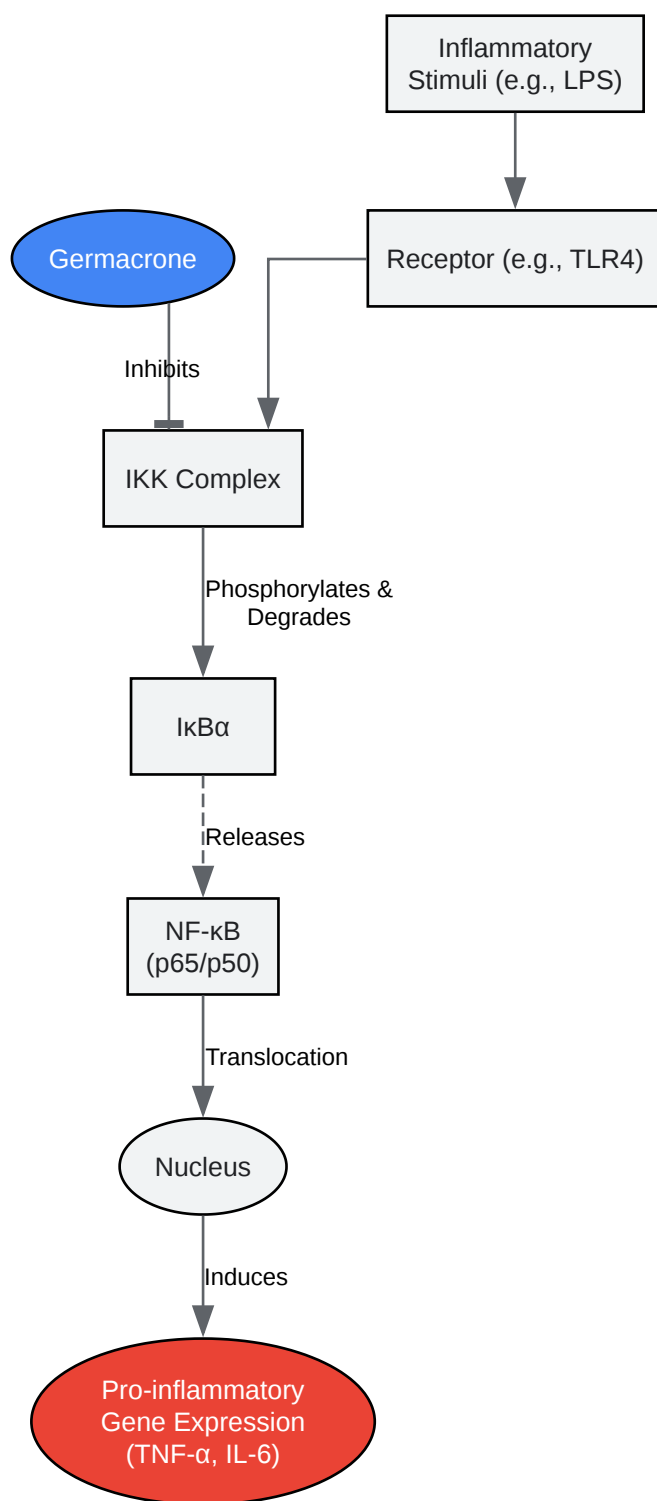 Inflammatory
Stimuli (e.g., LPS)
Germacrone
Receptor (e.g., TLR4)
Inhibits
IKK Complex
Phosphorylates &
Degrades
IκBα
Releases
NF-κB
(p65/p50)
Translocation
Nucleus
Induces
Pro-inflammatory
Gene Expression
(TNF-α, IL-6)